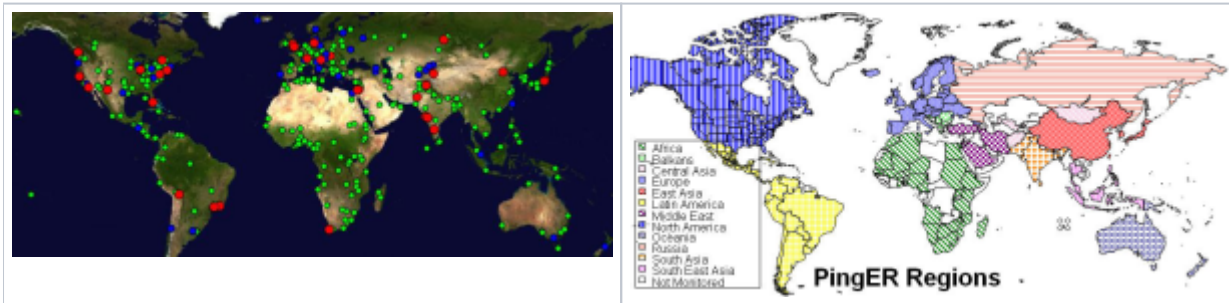 Africa
Balkans
Central Asia
Europe
East Asia
Latin America
Middle East
North America
Oceania
Russia
South Asia
South East Asia
Not Monitored
PingER Regions